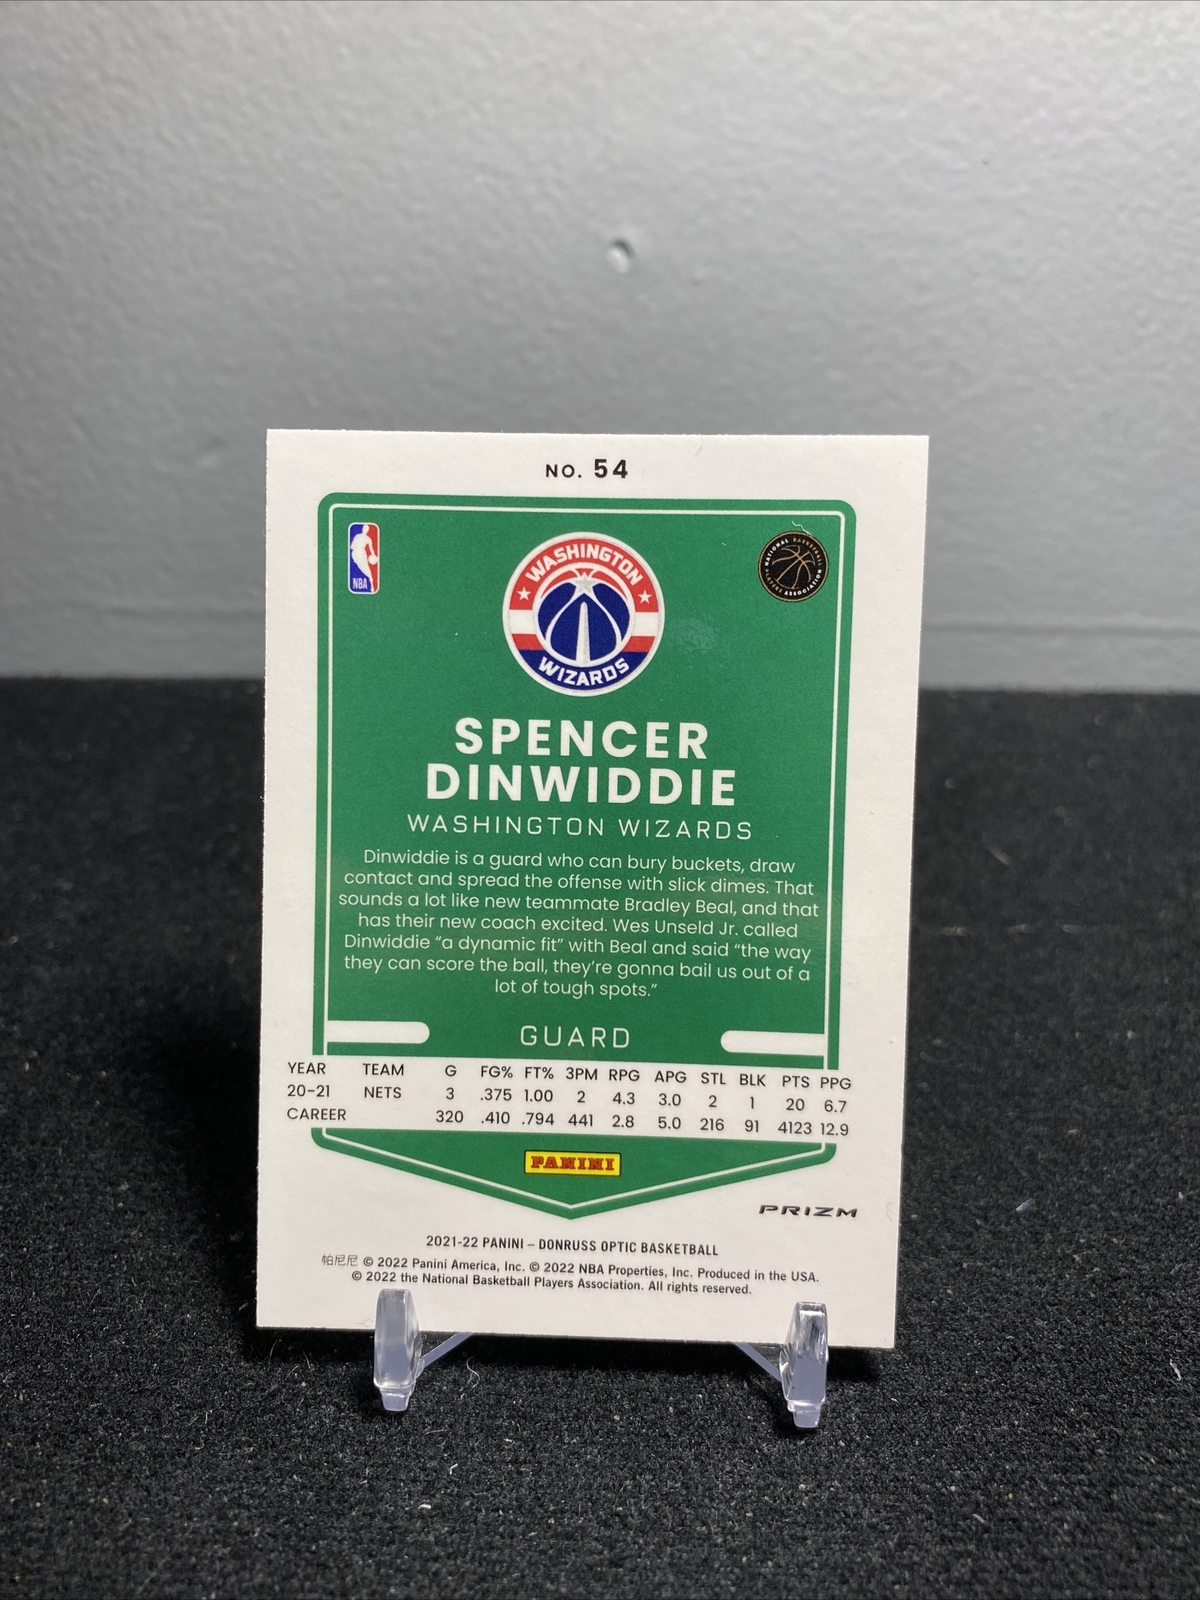 NO. 54
NBA
WASHINGTON
WIZARDS
NATIONAL BASKETBALL
PLAYERS ASSOCIATION
SPENCER
DINWIDDIE
WASHINGTON WIZARDS
Dinwiddie is a guard who can bury buckets, draw
contact and spread the offense with slick dimes. That
sounds a lot like new teammate Bradley Beal, and that
has their new coach excited. Wes Unseld Jr. called
Dinwiddie “a dynamic fit” with Beal and said “the way
they can score the ball, they’re gonna bail us out of a
lot of tough spots.”
GUARD
YEAR TEAM G FG% FT% 3PM RPG APG STL BLK PTS PPG
20-21 NETS 3 .375 1.00 2 4.3 3.0 2 1 20 6.7
CAREER 320 .410 .794 441 2.8 5.0 216 91 4123 12.9
PANINI
PRIZM
2021-22 PANINI – DONRUSS OPTIC BASKETBALL
帕尼尼 © 2022 Panini America, Inc. © 2022 NBA Properties, Inc. Produced in the USA.
© 2022 the National Basketball Players Association. All rights reserved.